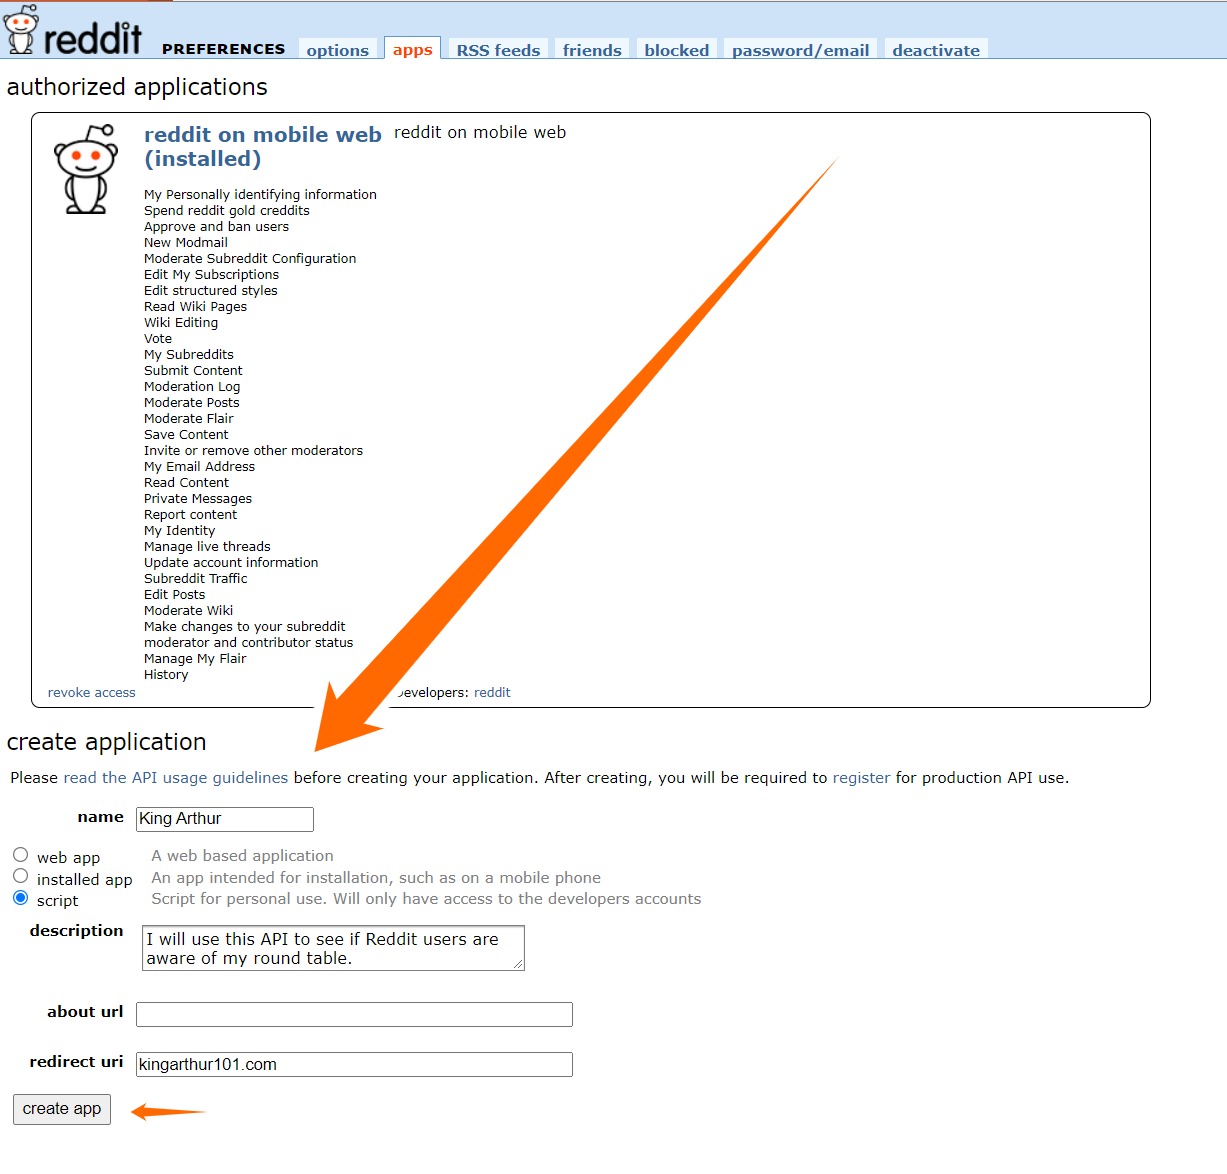 reddit PREFERENCES options apps RSS feeds friends blocked password/email deactivate
authorized applications
reddit on mobile web (installed)
reddit on mobile web
My Personally identifying information
Spend reddit gold creddits
Approve and ban users
New Modmail
Moderate Subreddit Configuration
Edit My Subscriptions
Edit structured styles
Read Wiki Pages
Wiki Editing
Vote
My Subreddits
Submit Content
Moderation Log
Moderate Posts
Moderate Flair
Save Content
Invite or remove other moderators
My Email Address
Read Content
Private Messages
Report content
My Identity
Manage live threads
Update account information
Subreddit Traffic
Edit Posts
Moderate Wiki
Make changes to your subreddit
moderator and contributor status
Manage My Flair
History
revoke access evelopers: reddit
create application
Please read the API usage guidelines before creating your application. After creating, you will be required to register for production API use.
name King Arthur
web app A web based application
installed app An app intended for installation, such as on a mobile phone
script Script for personal use. Will only have access to the developers accounts
description I will use this API to see if Reddit users are
aware of my round table.
about url
redirect uri kingarthur101.com
create app